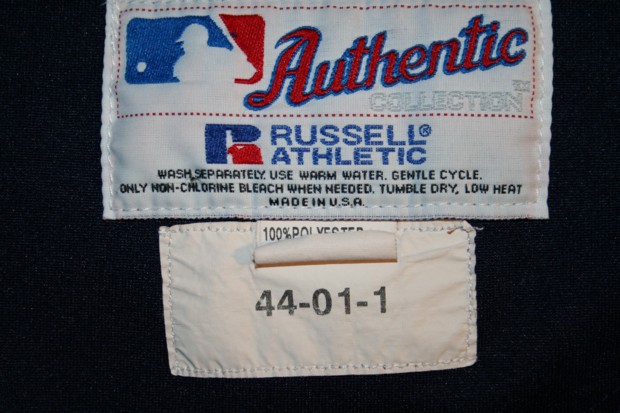 Authentic
COLLECTION™
R RUSSELL®
ATHLETIC
WASH SEPARATELY. USE WARM WATER. GENTLE CYCLE.
ONLY NON-CHLORINE BLEACH WHEN NEEDED. TUMBLE DRY, LOW HEAT
MADE IN U.S.A.
100% POLYESTER
44-01-1